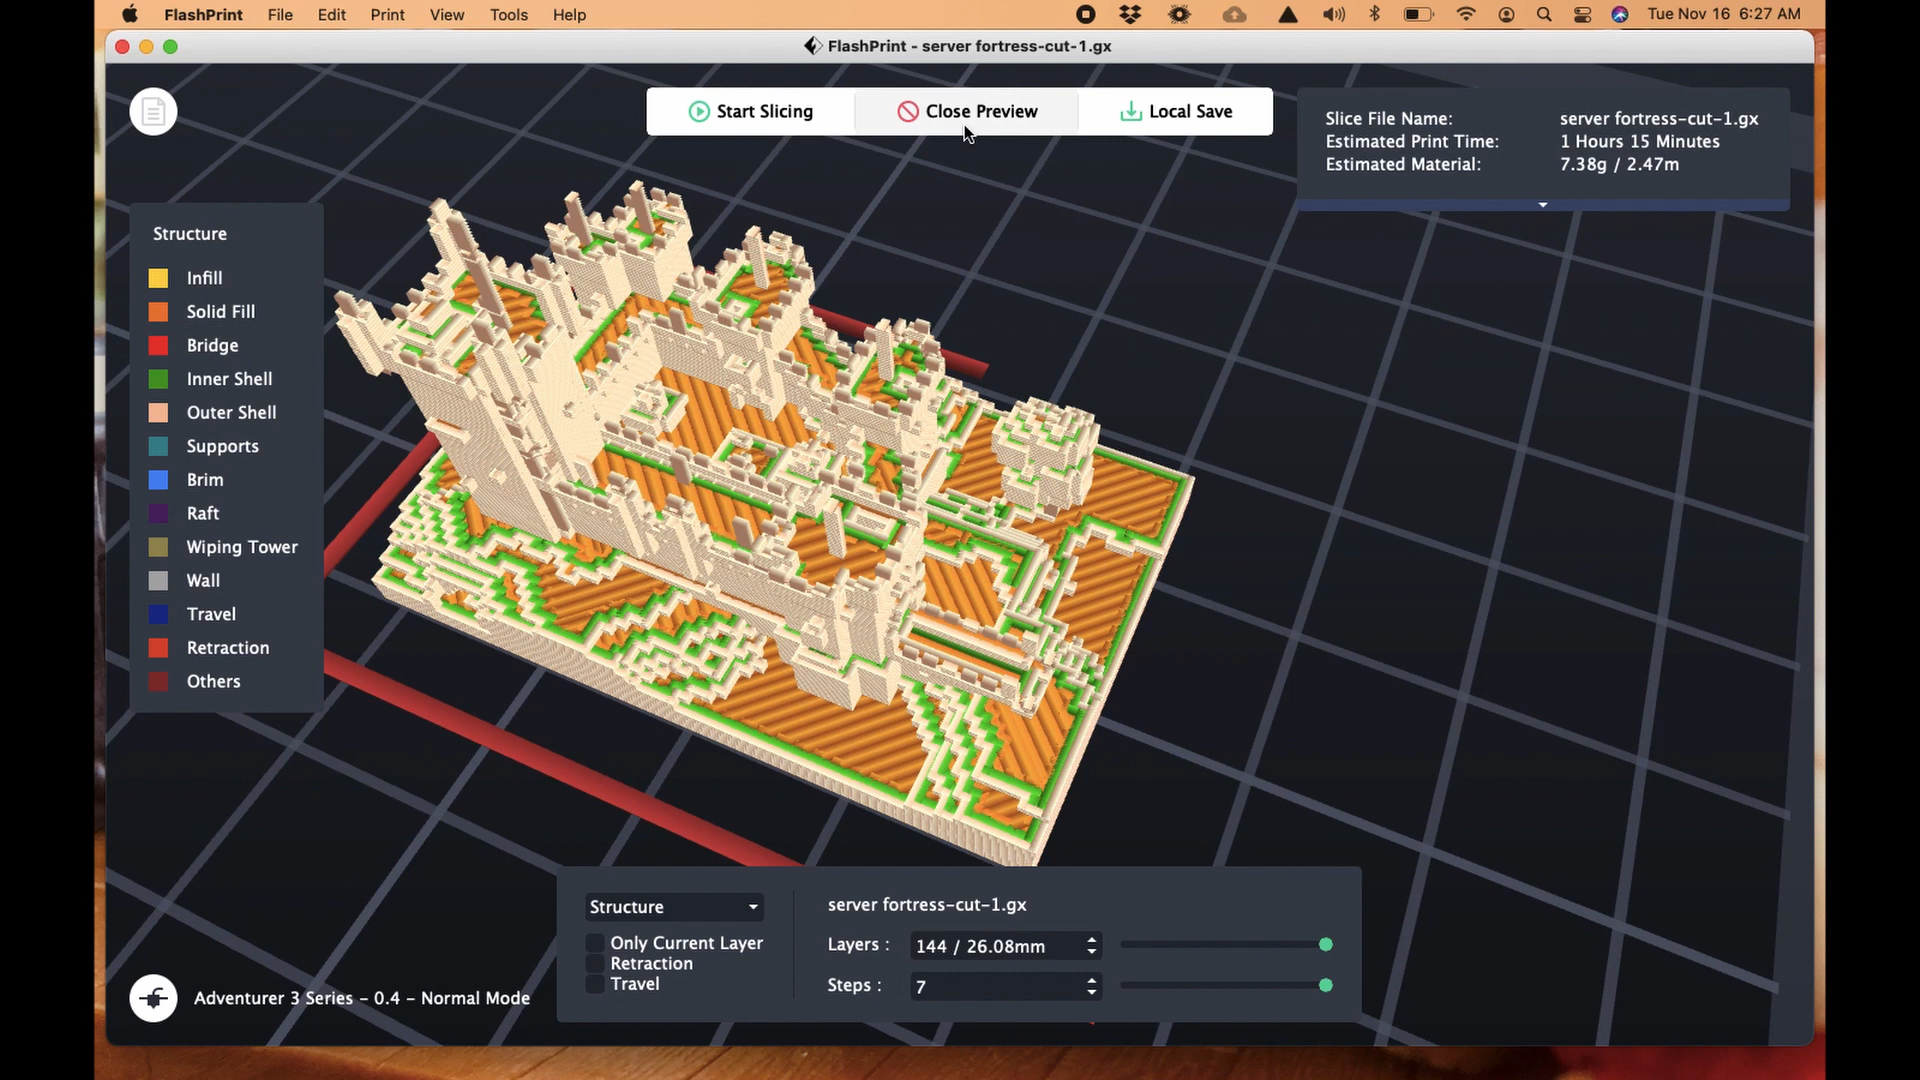 FlashPrint File Edit Print View Tools Help Tue Nov 16 6:27 AM
FlashPrint - server fortress-cut-1.gx
Start Slicing Close Preview Local Save
Slice File Name: server fortress-cut-1.gx
Estimated Print Time: 1 Hours 15 Minutes
Estimated Material: 7.38g / 2.47m
Structure
Infill
Solid Fill
Bridge
Inner Shell
Outer Shell
Supports
Brim
Raft
Wiping Tower
Wall
Travel
Retraction
Others
Structure
Only Current Layer
Retraction
Travel
server fortress-cut-1.gx
Layers : 144 / 26.08mm
Steps : 7
Adventurer 3 Series - 0.4 - Normal Mode